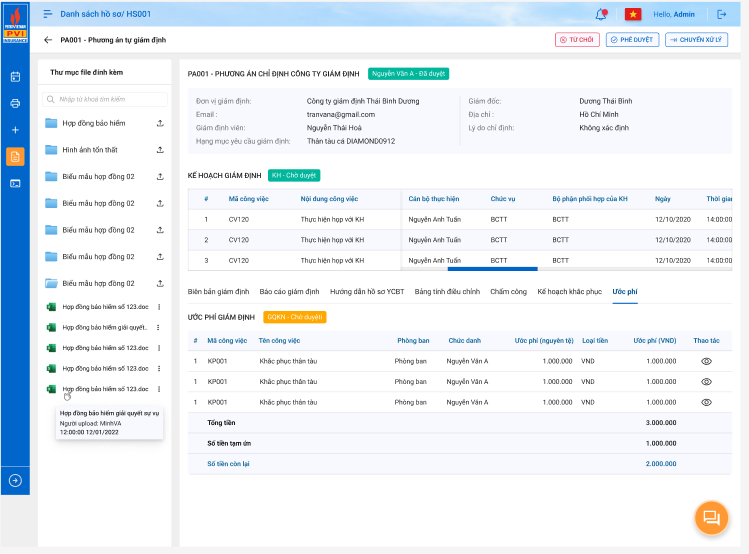 PETROVIETNAM
PVI
INSURANCE
Danh sách hồ sơ/ HS001
Hello, Admin
PA001 - Phương án tự giám định
TỪ CHỐI
PHÊ DUYỆT
CHUYỂN XỬ LÝ
Thư mục file đính kèm
Nhập từ khoá tìm kiếm
Hợp đồng bảo hiểm
Hình ảnh tổn thất
Biểu mẫu hợp đồng 02
Biểu mẫu hợp đồng 02
Biểu mẫu hợp đồng 02
Biểu mẫu hợp đồng 02
Biểu mẫu hợp đồng 02
Hợp đồng bảo hiểm số 123.doc
Hợp đồng bảo hiểm giải quyết..
Hợp đồng bảo hiểm số 123.doc
Hợp đồng bảo hiểm số 123.doc
Hợp đồng bảo hiểm số 123.doc
Hợp đồng bảo hiểm giải quyết sự vụ
Người upload: MinhVA
12:00:00 12/01/2022
PA001 - PHƯƠNG ÁN CHỈ ĐỊNH CÔNG TY GIÁM ĐỊNH Nguyễn Văn A - Đã duyệt
Đơn vị giám định: Công ty giám định Thái Bình Dương Giám đốc: Dương Thái Bình
Email : tranvana@gmail.com Địa chỉ : Hồ Chí Minh
Giám định viên: Nguyễn Thái Hoà Lý do chỉ định: Không xác định
Hạng mục yêu cầu giám định: Thân tàu cá DIAMOND0912
KẾ HOẠCH GIÁM ĐỊNH KH - Chờ duyệt
# Mã công việc Nội dung công việc Cán bộ thực hiện Chức vụ Bộ phận phối hợp của KH Ngày Thời gian
1 CV120 Thực hiện họp với KH Nguyễn Anh Tuấn BCTT BCTT 12/10/2020 14:00:00
2 CV120 Thực hiện họp với KH Nguyễn Anh Tuấn BCTT BCTT 12/10/2020 14:00:00
3 CV120 Thực hiện họp với KH Nguyễn Anh Tuấn BCTT BCTT 12/10/2020 14:00:00
Biên bản giám định Báo cáo giám định Hướng dẫn hồ sơ YCBT Bảng tính điều chỉnh Chấm công Kế hoạch khắc phục Ước phí
ƯỚC PHÍ GIÁM ĐỊNH GQKN - Chờ duyệtl
# Mã công việc Tên công việc Phòng ban Chức danh Ước phí (nguyên tệ) Loại tiền Ước phí (VND) Thao tác
1 KP001 Khắc phục thân tàu Phòng ban Nguyễn Văn A 1.000.000 VND 1.000.000
1 KP001 Khắc phục thân tàu Phòng ban Nguyễn Văn A 1.000.000 VND 1.000.000
1 KP001 Khắc phục thân tàu Phòng ban Nguyễn Văn A 1.000.000 VND 1.000.000
Tổng tiền 3.000.000
Số tiền tạm ứn 1.000.000
Số tiền còn lại 2.000.000